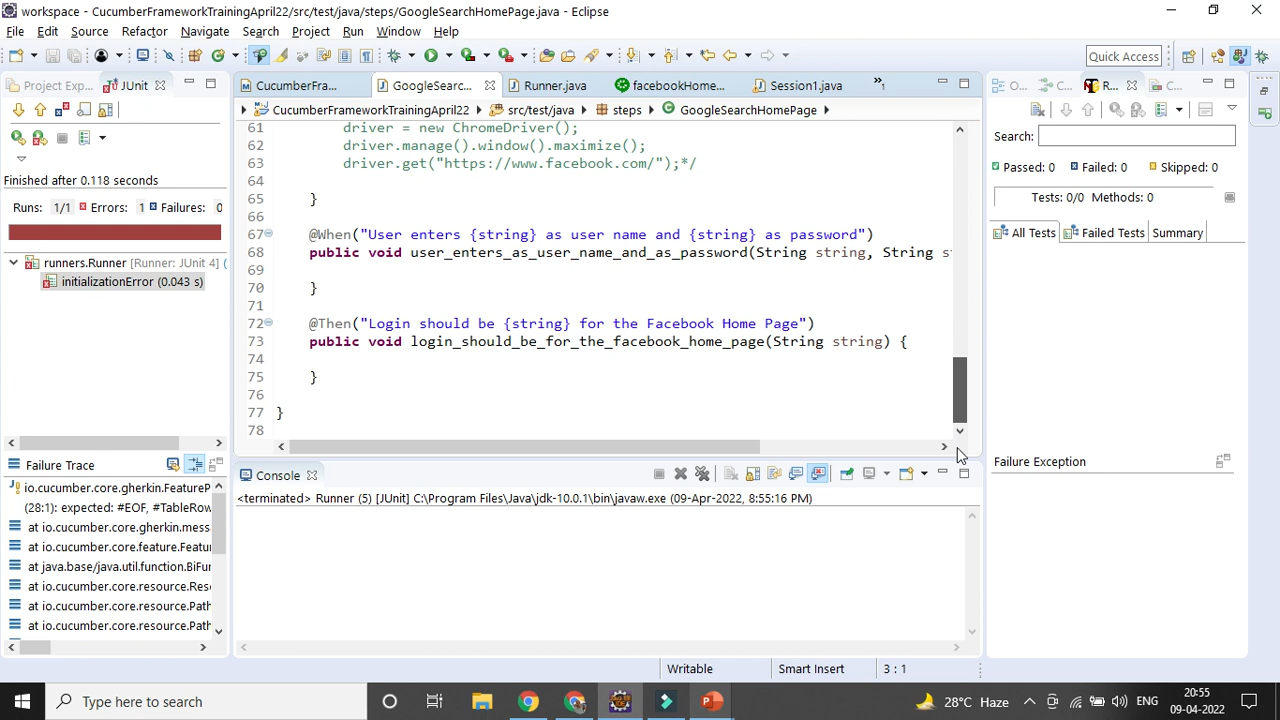 workspace - CucumberFrameworkTrainingApril22/src/test/java/steps/GoogleSearchHomePage.java - Eclipse
File Edit Source Refactor Navigate Search Project Run Window Help
Quick Access
Project Exp... JUnit
CucumberFra... GoogleSearc... Runner.java facebookHome... Session1.java »1
O... C... R... C...
CucumberFrameworkTrainingApril22 src/test/java steps GoogleSearchHomePage
Search:
Finished after 0.118 seconds
Runs: 1/1 Errors: 1 Failures: 0
Passed: 0 Failed: 0 Skipped: 0
Tests: 0/0 Methods: 0
All Tests Failed Tests Summary
runners.Runner [Runner: JUnit 4] (
initializationError (0.043 s)
61 driver = new ChromeDriver();
62 driver.manage().window().maximize();
63 driver.get("https://www.facebook.com/");*/
64
65 }
66
67 @When("User enters {string} as user name and {string} as password")
68 public void user_enters_as_user_name_and_as_password(String string, String s
69
70 }
71
72 @Then("Login should be {string} for the Facebook Home Page")
73 public void login_should_be_for_the_facebook_home_page(String string) {
74
75 }
76
77 }
78
Failure Trace
io.cucumber.core.gherkin.FeatureP
(28:1): expected: #EOF, #TableRow
at io.cucumber.core.gherkin.mess
at io.cucumber.core.feature.Featu
at java.base/java.util.function.BiFur
at io.cucumber.core.resource.Res
at io.cucumber.core.resource.Path
at io.cucumber.core.resource.Path
Console
<terminated> Runner (5) [JUnit] C:\Program Files\Java\jdk-10.0.1\bin\javaw.exe (09-Apr-2022, 8:55:16 PM)
Failure Exception
Writable Smart Insert 3 : 1
Type here to search
28°C Haze ENG 20:55
09-04-2022